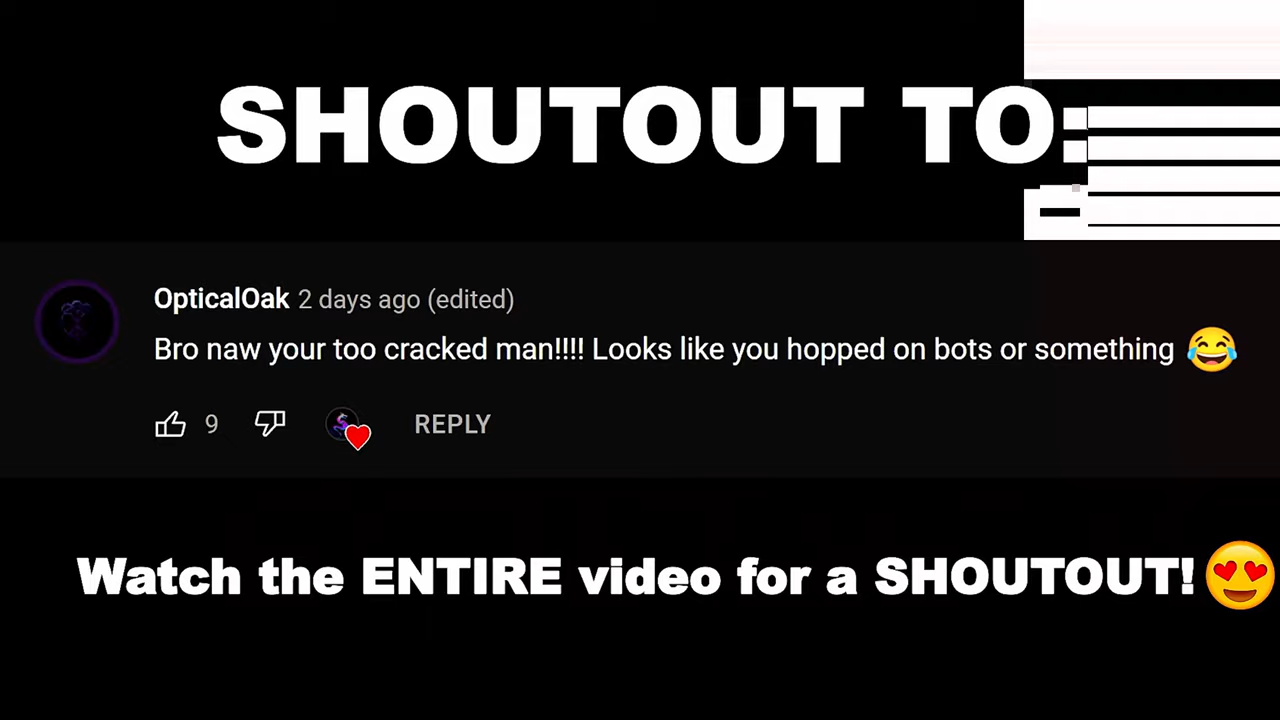 SHOUTOUT TO:
OpticalOak 2 days ago (edited)
Bro naw your too cracked man!!!! Looks like you hopped on bots or something 😂
9 REPLY
Watch the ENTIRE video for a SHOUTOUT!😍